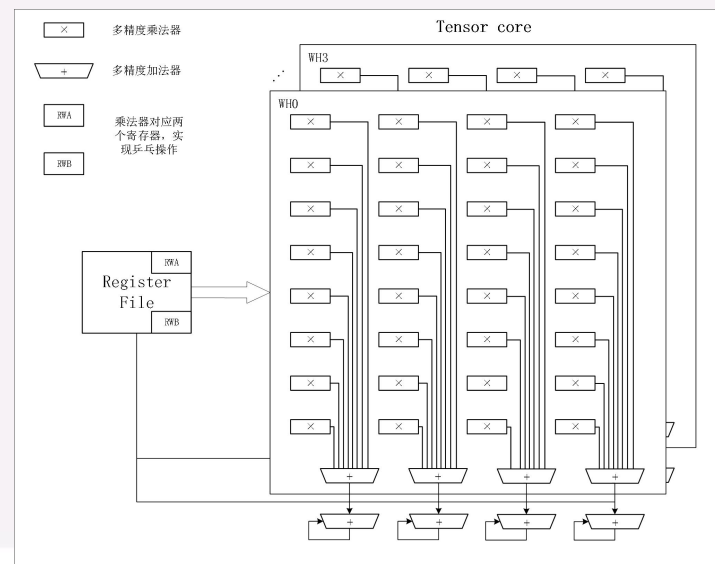 Tensor core
× 多精度乘法器
+ 多精度加法器
RWA
RWB
乘法器对应两
个寄存器，实
现乒乓操作
WH3
× × × ×
WH0
× × × ×
× × × ×
× × × ×
× × × ×
× × × ×
× × × ×
× × × ×
× × × ×
+ + + +
+ + + +
RWA
Register
File
RWB